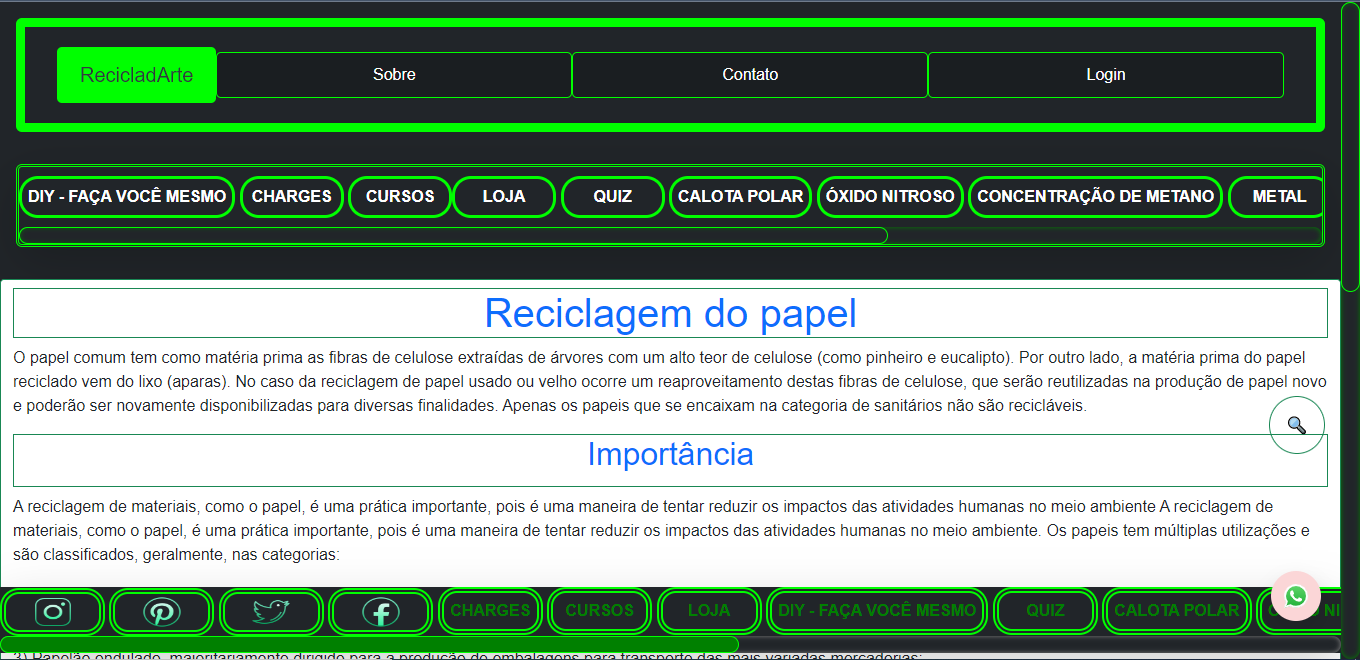 RecicladArte
Sobre
Contato
Login
DIY - FAÇA VOCÊ MESMO
CHARGES
CURSOS
LOJA
QUIZ
CALOTA POLAR
ÓXIDO NITROSO
CONCENTRAÇÃO DE METANO
METAL
Reciclagem do papel
O papel comum tem como matéria prima as fibras de celulose extraídas de árvores com um alto teor de celulose (como pinheiro e eucalipto). Por outro lado, a matéria prima do papel
reciclado vem do lixo (aparas). No caso da reciclagem de papel usado ou velho ocorre um reaproveitamento destas fibras de celulose, que serão reutilizadas na produção de papel novo
e poderão ser novamente disponibilizadas para diversas finalidades. Apenas os papeis que se encaixam na categoria de sanitários não são recicláveis.
Importância
A reciclagem de materiais, como o papel, é uma prática importante, pois é uma maneira de tentar reduzir os impactos das atividades humanas no meio ambiente A reciclagem de
materiais, como o papel, é uma prática importante, pois é uma maneira de tentar reduzir os impactos das atividades humanas no meio ambiente. Os papeis tem múltiplas utilizações e
são classificados, geralmente, nas categorias:
CHARGES
CURSOS
LOJA
DIY - FAÇA VOCÊ MESMO
QUIZ
CALOTA POLAR
3) Papelão ondulado, majoritariamente dirigido para a produção de embalagens para transporte das mais variadas mercadorias;